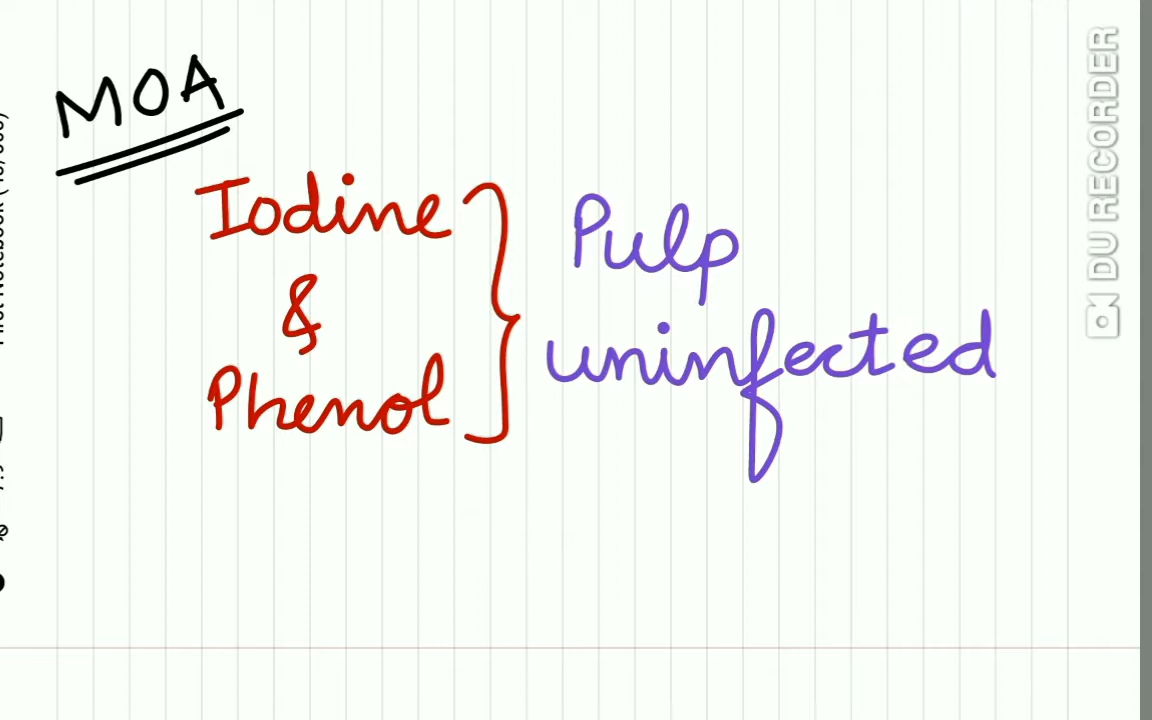 MOA
Iodine
&
Phenol
Pulp
uninfected
DU RECORDER